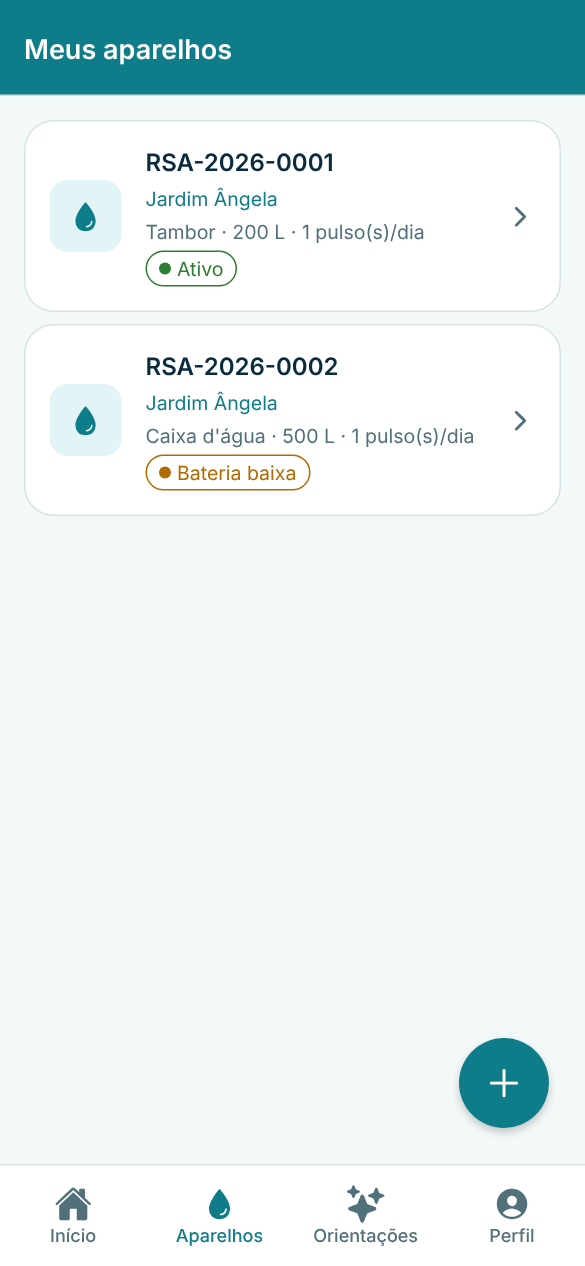 Meus aparelhos
RSA-2026-0001
Jardim Ângela
Tambor · 200 L · 1 pulso(s)/dia
Ativo
RSA-2026-0002
Jardim Ângela
Caixa d'água · 500 L · 1 pulso(s)/dia
Bateria baixa
Início
Aparelhos
Orientações
Perfil